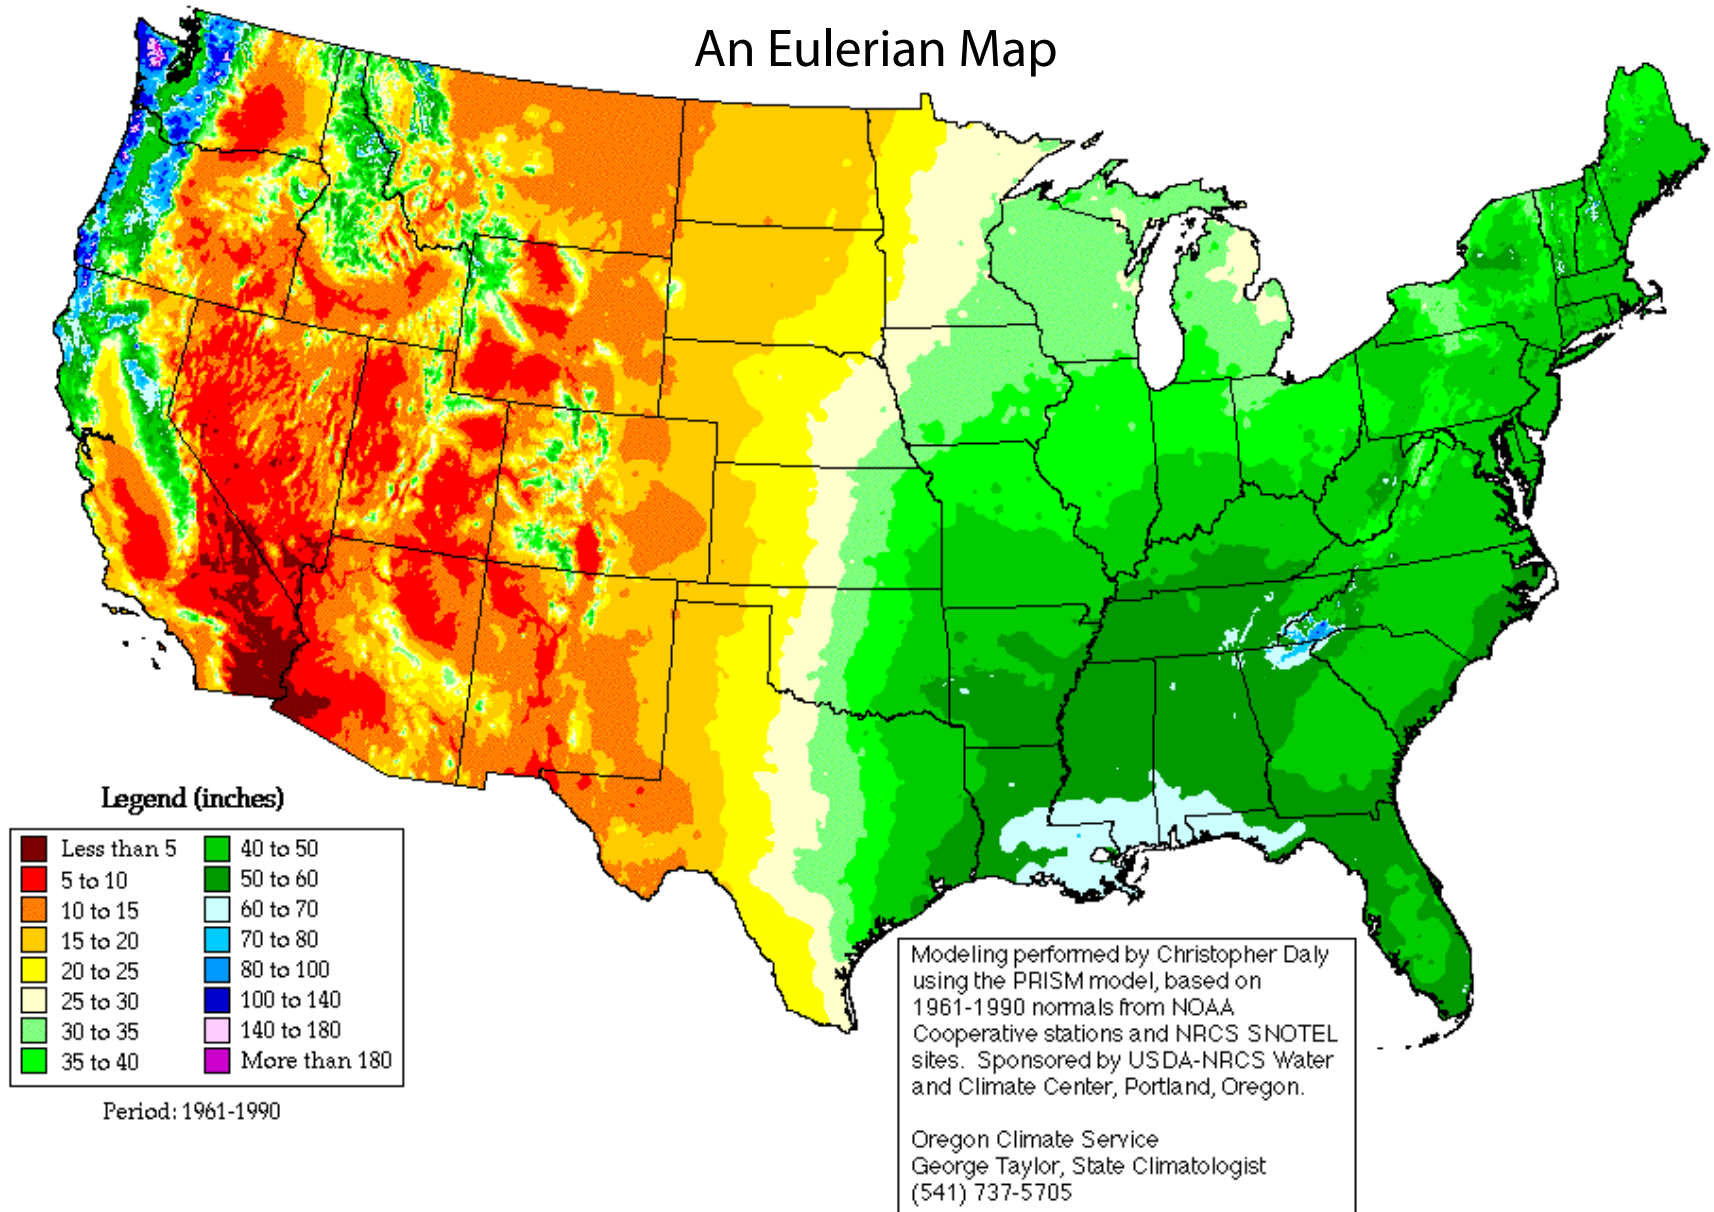 An Eulerian Map
Legend (inches)
Less than 5
5 to 10
10 to 15
15 to 20
20 to 25
25 to 30
30 to 35
35 to 40
40 to 50
50 to 60
60 to 70
70 to 80
80 to 100
100 to 140
140 to 180
More than 180
Period: 1961-1990
Modeling performed by Christopher Daly
using the PRISM model, based on
1961-1990 normals from NOAA
Cooperative stations and NRCS SNOTEL
sites. Sponsored by USDA-NRCS Water
and Climate Center, Portland, Oregon.
Oregon Climate Service
George Taylor, State Climatologist
(541) 737-5705